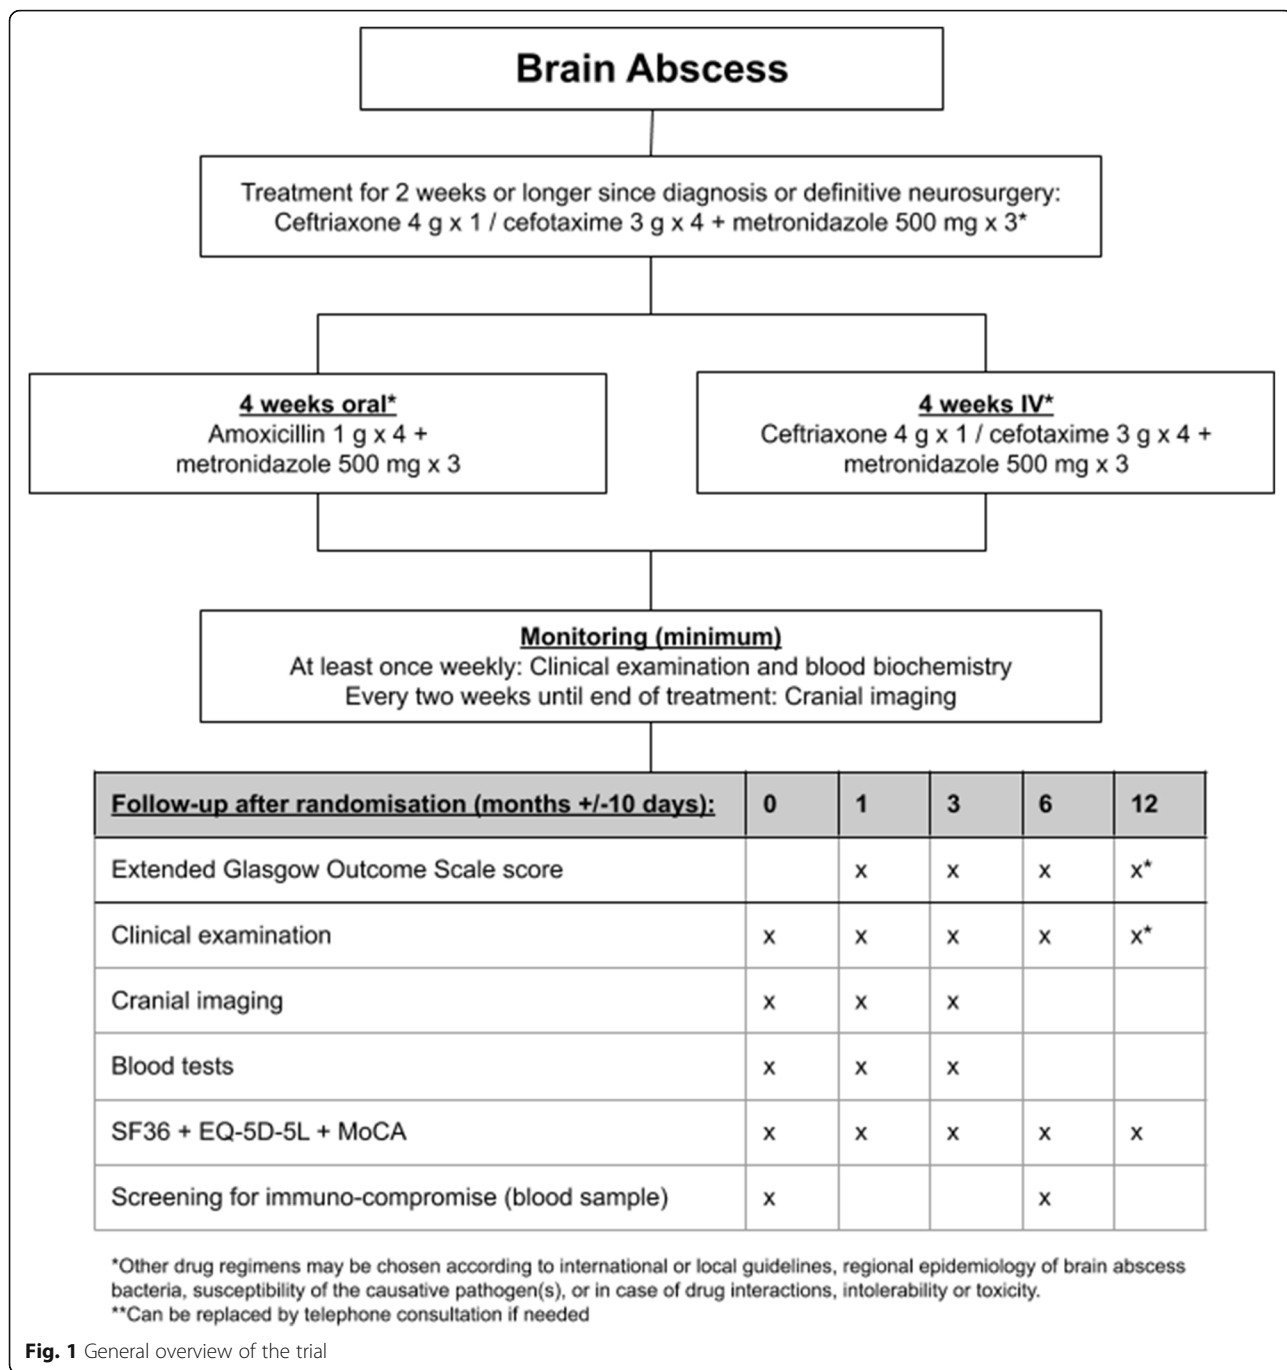 Brain Abscess
Treatment for 2 weeks or longer since diagnosis or definitive neurosurgery:
Ceftriaxone 4 g x 1 / cefotaxime 3 g x 4 + metronidazole 500 mg x 3*
4 weeks oral*
Amoxicillin 1 g x 4 +
metronidazole 500 mg x 3
4 weeks IV*
Ceftriaxone 4 g x 1 / cefotaxime 3 g x 4 +
metronidazole 500 mg x 3
Monitoring (minimum)
At least once weekly: Clinical examination and blood biochemistry
Every two weeks until end of treatment: Cranial imaging
Follow-up after randomisation (months +/-10 days): 0 1 3 6 12
Extended Glasgow Outcome Scale score x x x x*
Clinical examination x x x x x*
Cranial imaging x x x
Blood tests x x x
SF36 + EQ-5D-5L + MoCA x x x x x
Screening for immuno-compromise (blood sample) x x
*Other drug regimens may be chosen according to international or local guidelines, regional epidemiology of brain abscess
bacteria, susceptibility of the causative pathogen(s), or in case of drug interactions, intolerability or toxicity.
**Can be replaced by telephone consultation if needed
Fig. 1 General overview of the trial